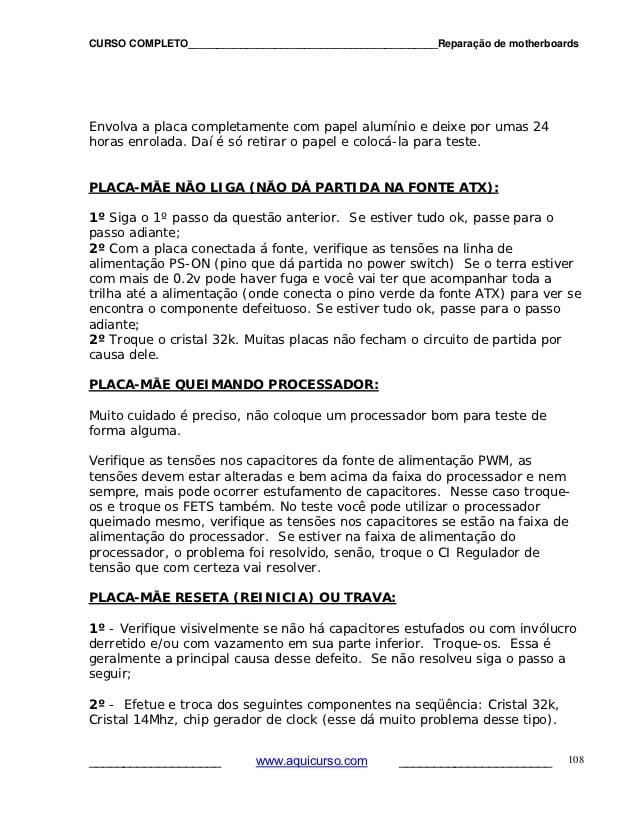 CURSO COMPLETO__________________________________________Reparação de motherboards
Envolva a placa completamente com papel alumínio e deixe por umas 24
horas enrolada. Daí é só retirar o papel e colocá-la para teste.
PLACA-MÃE NÃO LIGA (NÃO DÁ PARTIDA NA FONTE ATX):
1º Siga o 1º passo da questão anterior.  Se estiver tudo ok, passe para o
passo adiante;
2º Com a placa conectada á fonte, verifique as tensões na linha de
alimentação PS-ON (pino que dá partida no power switch)  Se o terra estiver
com mais de 0.2v pode haver fuga e você vai ter que acompanhar toda a
trilha até a alimentação (onde conecta o pino verde da fonte ATX) para ver se
encontra o componente defeituoso. Se estiver tudo ok, passe para o passo
adiante;
2º Troque o cristal 32k. Muitas placas não fecham o circuito de partida por
causa dele.
PLACA-MÃE QUEIMANDO PROCESSADOR:
Muito cuidado é preciso, não coloque um processador bom para teste de
forma alguma.
Verifique as tensões nos capacitores da fonte de alimentação PWM, as
tensões devem estar alteradas e bem acima da faixa do processador e nem
sempre, mais pode ocorrer estufamento de capacitores.  Nesse caso troque-
os e troque os FETS também. No teste você pode utilizar o processador
queimado mesmo, verifique as tensões nos capacitores se estão na faixa de
alimentação do processador.  Se estiver na faixa de alimentação do
processador, o problema foi resolvido, senão, troque o CI Regulador de
tensão que com certeza vai resolver.
PLACA-MÃE RESETA (REINICIA) OU TRAVA:
1º - Verifique visivelmente se não há capacitores estufados ou com invólucro
derretido e/ou com vazamento em sua parte inferior.  Troque-os.  Essa é
geralmente a principal causa desse defeito.  Se não resolveu siga o passo a
seguir;
2º -  Efetue e troca dos seguintes componentes na seqüência: Cristal 32k,
Cristal 14Mhz, chip gerador de clock (esse dá muito problema desse tipo).
___________________ www.aquicurso.com ______________________ 108